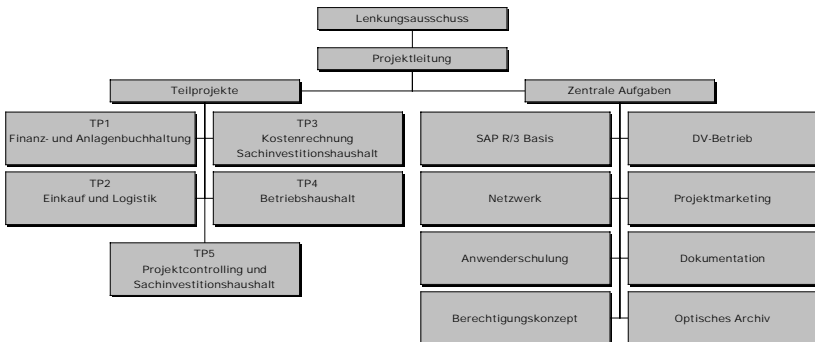 Lenkungsausschuss
Projektleitung
Teilprojekte
Zentrale Aufgaben
TP1
Finanz- und Anlagenbuchhaltung
TP3
Kostenrechnung
Sachinvestitionshaushalt
TP2
Einkauf und Logistik
TP4
Betriebshaushalt
TP5
Projektcontrolling und
Sachinvestitionshaushalt
SAP R/3 Basis
DV-Betrieb
Netzwerk
Projektmarketing
Anwenderschulung
Dokumentation
Berechtigungskonzept
Optisches Archiv